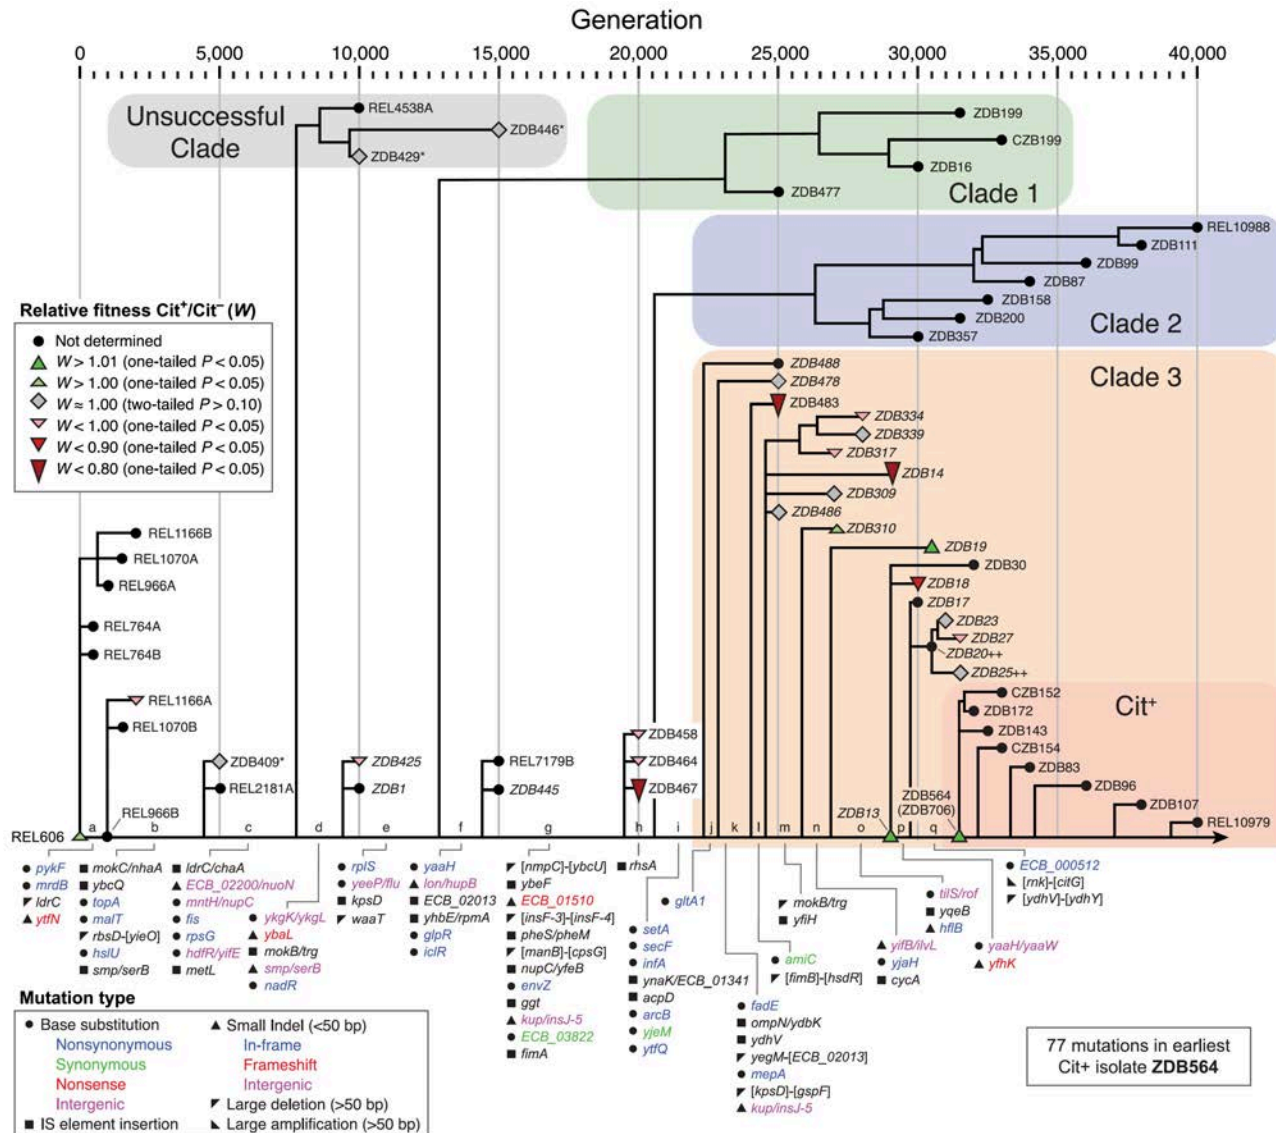 Generation
0 5,000 10,000 15,000 20,000 25,000 30,000 35,000 40,000
Unsuccessful
Clade
REL4538A
ZDB446*
ZDB429*
ZDB199
CZB199
ZDB16
ZDB477
Clade 1
REL10988
ZDB111
ZDB99
ZDB87
ZDB158
ZDB200
ZDB357
Clade 2
Relative fitness Cit+/Cit− (W)
Not determined
W > 1.01 (one-tailed P < 0.05)
W > 1.00 (one-tailed P < 0.05)
W ≈ 1.00 (two-tailed P > 0.10)
W < 1.00 (one-tailed P < 0.05)
W < 0.90 (one-tailed P < 0.05)
W < 0.80 (one-tailed P < 0.05)
Clade 3
ZDB488
ZDB478
ZDB483
ZDB334
ZDB339
ZDB317
ZDB14
ZDB309
ZDB486
ZDB310
ZDB19
ZDB30
ZDB18
ZDB17
ZDB23
ZDB27
ZDB20++
ZDB25++
REL1166B
REL1070A
REL966A
REL764A
REL764B
REL1166A
REL1070B
REL966B
ZDB409*
REL2181A
ZDB425
ZDB1
REL7179B
ZDB445
ZDB458
ZDB464
ZDB467
Cit+
CZB152
ZDB172
ZDB143
CZB154
ZDB83
ZDB96
ZDB107
REL10979
ZDB13
ZDB564
(ZDB706)
REL606
a b c d e f g h i j k l m n o p q
pykF
mrdB
ldrC
ytfN
mokC/nhaA
ybcQ
topA
malT
rbsD-[yieO]
hslU
smp/serB
ldrC/chaA
ECB_02200/nuoN
mntH/nupC
fis
rpsG
hdfR/yifE
metL
ykgK/ykgL
ybaL
mokB/trg
smp/serB
nadR
rplS
yeeP/flu
kpsD
waaT
yaaH
lon/hupB
ECB_02013
yhbE/rpmA
glpR
iclR
[nmpC]-[ybcU]
ybeF
ECB_01510
[insF-3]-[insF-4]
pheS/pheM
[manB]-[cpsG]
nupC/yfeB
envZ
ggt
kup/insJ-5
ECB_03822
fimA
rhsA
setA
secF
infA
ynaK/ECB_01341
acpD
arcB
yjeM
ytfQ
gltA1
fadE
ompN/ydbK
ydhV
yegM-[ECB_02013]
mepA
[kpsD]-[gspF]
kup/insJ-5
amiC
[fimB]-[hsdR]
mokB/trg
yfiH
yifB/ilvL
yjaH
cycA
tilS/rof
yqeB
hflB
yaaH/yaaW
yfhK
ECB_000512
[rnk]-[citG]
[ydhV]-[ydhY]
Mutation type
Base substitution
Nonsynonymous
Synonymous
Nonsense
Intergenic
IS element insertion
Small Indel (<50 bp)
In-frame
Frameshift
Intergenic
Large deletion (>50 bp)
Large amplification (>50 bp)
77 mutations in earliest
Cit+ isolate ZDB564